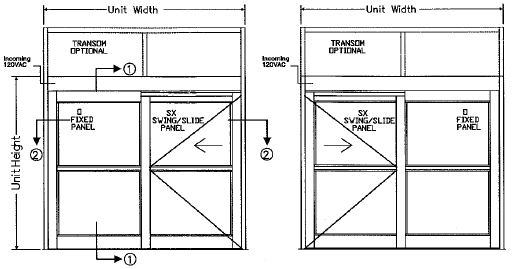 Unit Width
TRANSOM
OPTIONAL
Incoming
120VAC
1
O
FIXED
PANEL
SX
SWING/SLIDE
PANEL
2
2
Unit Height
1
Unit Width
TRANSOM
OPTIONAL
Incoming
120VAC
SX
SWING/SLIDE
PANEL
O
FIXED
PANEL